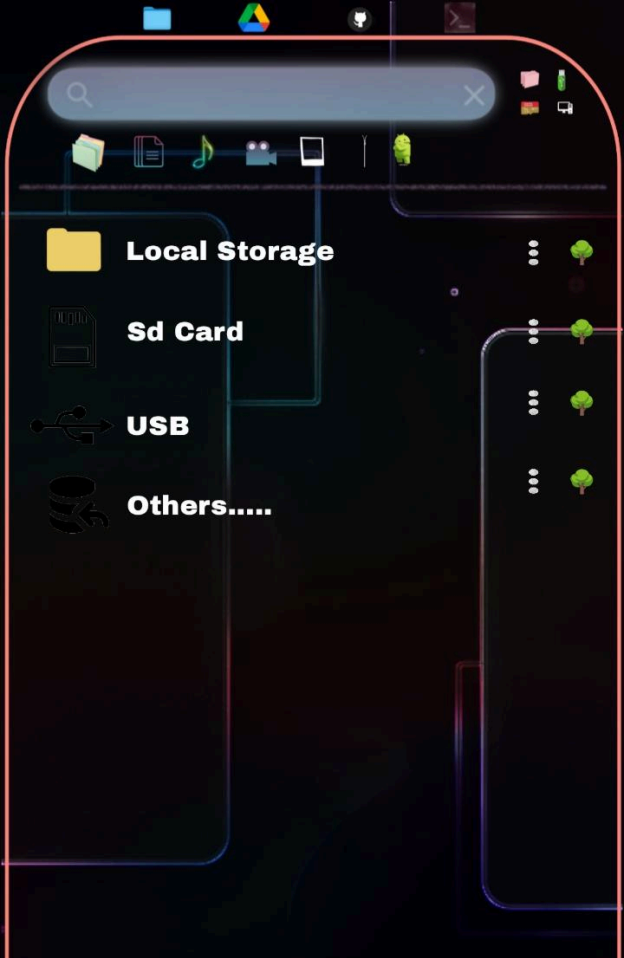 Local Storage
Sd Card
USB
Others.....